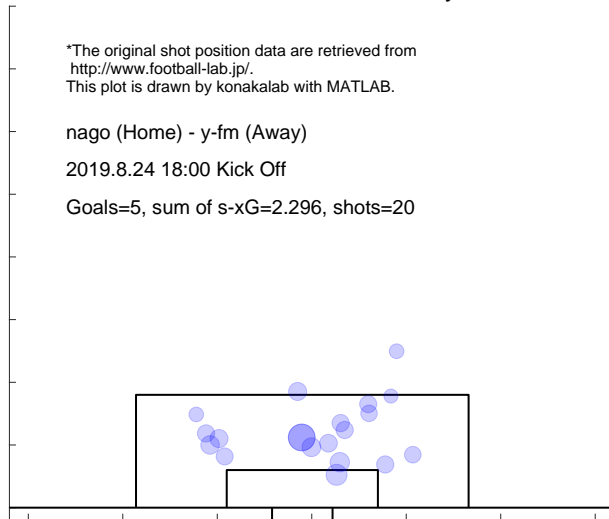 *The original shot position data are retrieved from
http://www.football-lab.jp/.
This plot is drawn by konakalab with MATLAB.
nago (Home) - y-fm (Away)
2019.8.24 18:00 Kick Off
Goals=5, sum of s-xG=2.296, shots=20